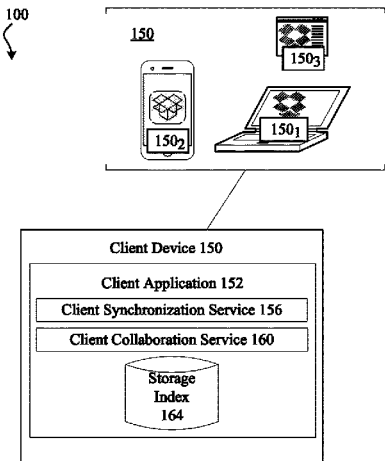 100
150
150₃
150₂
150₁
Client Device 150
Client Application 152
Client Synchronization Service 156
Client Collaboration Service 160
Storage
Index
164